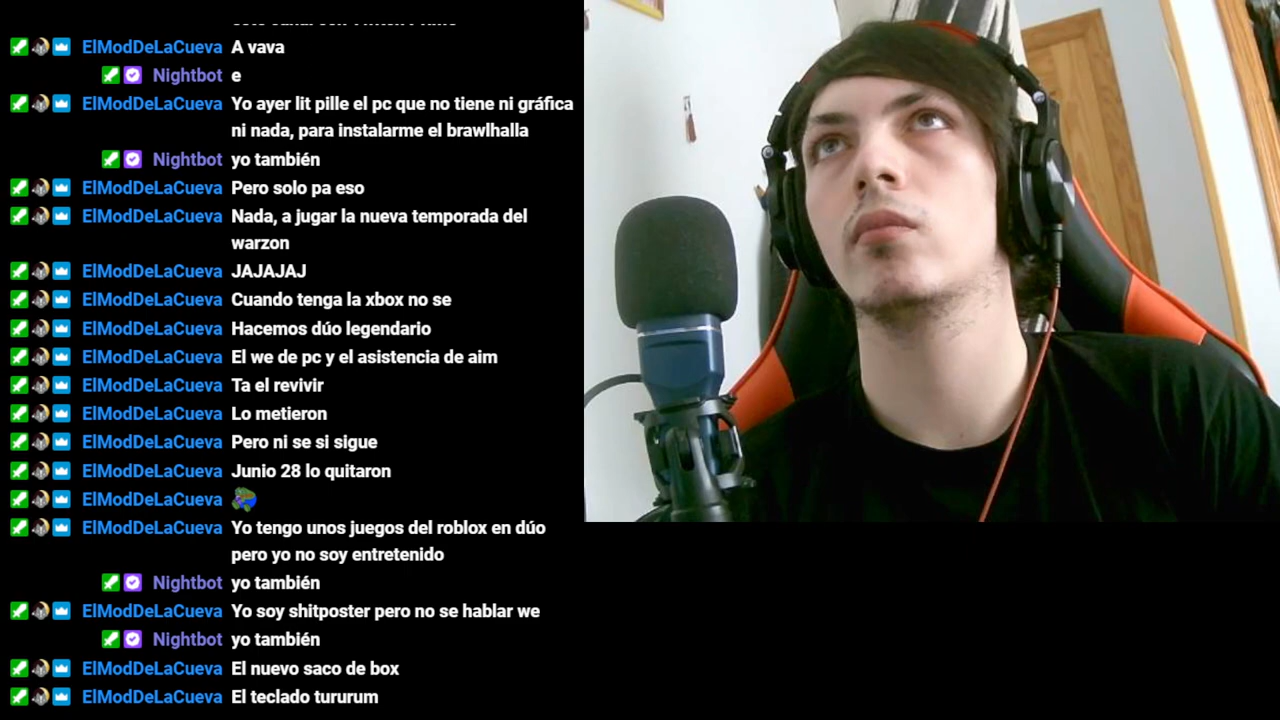 ElModDeLaCueva A vava
Nightbot e
ElModDeLaCueva Yo ayer lit pille el pc que no tiene ni gráfica
ni nada, para instalarme el brawlhalla
Nightbot yo también
ElModDeLaCueva Pero solo pa eso
ElModDeLaCueva Nada, a jugar la nueva temporada del
warzon
ElModDeLaCueva JAJAJAJ
ElModDeLaCueva Cuando tenga la xbox no se
ElModDeLaCueva Hacemos dúo legendario
ElModDeLaCueva El we de pc y el asistencia de aim
ElModDeLaCueva Ta el revivir
ElModDeLaCueva Lo metieron
ElModDeLaCueva Pero ni se si sigue
ElModDeLaCueva Junio 28 lo quitaron
ElModDeLaCueva
ElModDeLaCueva Yo tengo unos juegos del roblox en dúo
pero yo no soy entretenido
Nightbot yo también
ElModDeLaCueva Yo soy shitposter pero no se hablar we
Nightbot yo también
ElModDeLaCueva El nuevo saco de box
ElModDeLaCueva El teclado tururum